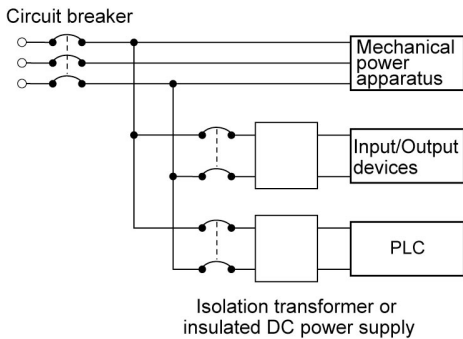 Circuit breaker
Mechanical
power
apparatus
Input/Output
devices
PLC
Isolation transformer or
insulated DC power supply